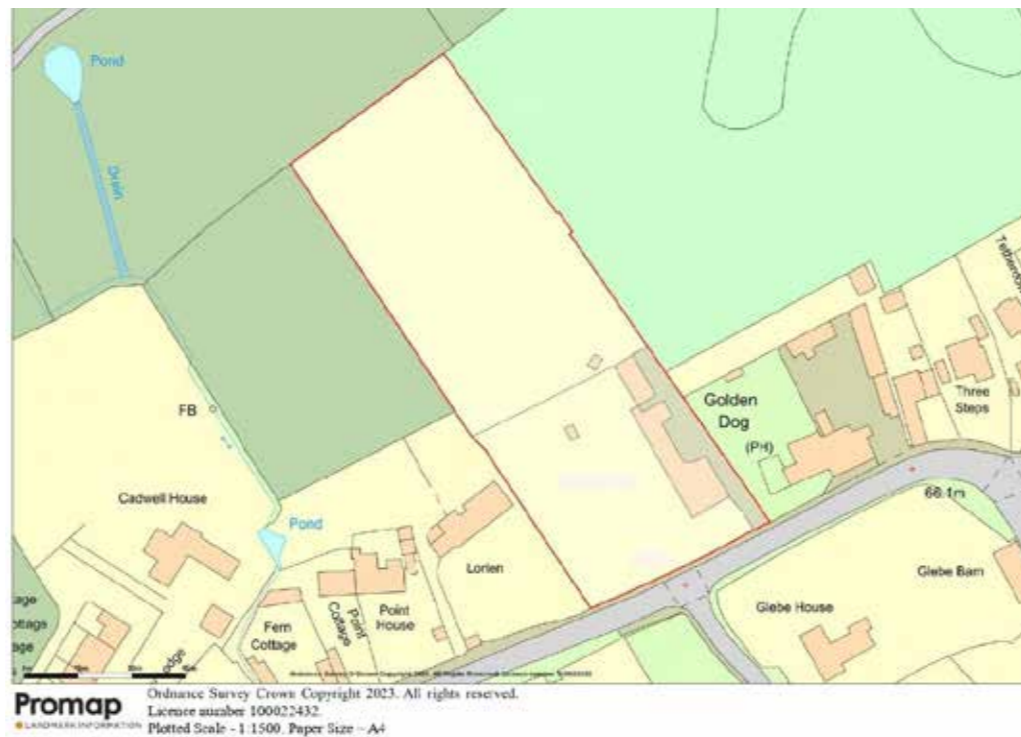 Pond
Drain
FB
Cadwell House
Pond
Fern
Cottage
Point
Cottage
Point
House
Lorien
Golden
Dog
(PH)
Three
Steps
66.1m
Glebe Barn
Glebe House
Promap
LANDMARK INFORMATION
Ordnance Survey Crown Copyright 2023. All rights reserved.
Licence number 100022432.
Plotted Scale - 1:1500. Paper Size - A4